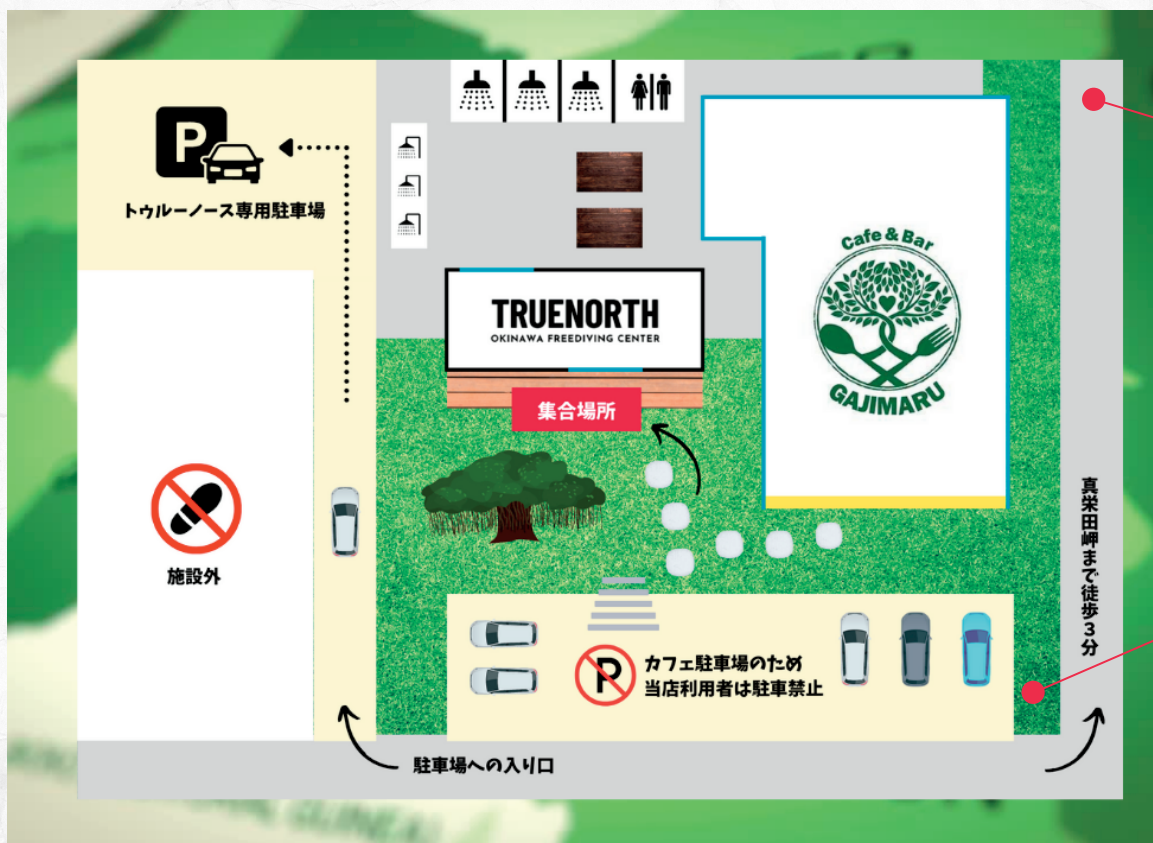 P
トゥルーノース専用駐車場
TRUENORTH
OKINAWA FREEDIVING CENTER
集合場所
Cafe & Bar
GAJIMARU
施設外
真栄田岬まで徒歩3分
P
カフェ駐車場のため
当店利用者は駐車禁止
駐車場への入り口